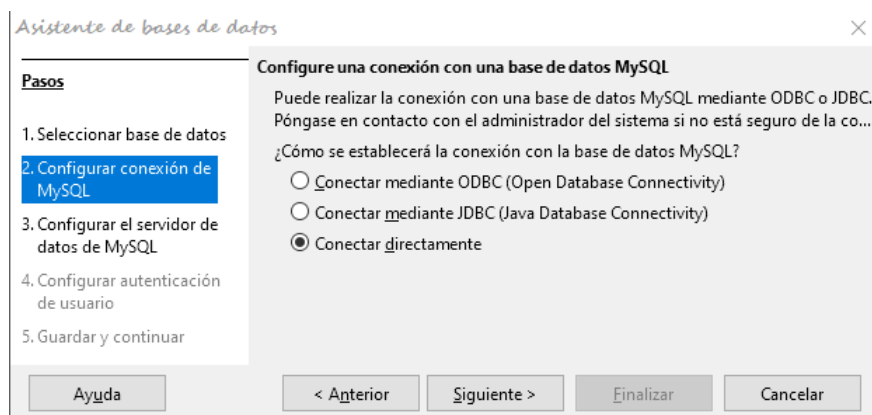 Asistente de bases de datos
Pasos
1. Seleccionar base de datos
2. Configurar conexión de
MySQL
3. Configurar el servidor de
datos de MySQL
4. Configurar autenticación
de usuario
5. Guardar y continuar
Configure una conexión con una base de datos MySQL
Puede realizar la conexión con una base de datos MySQL mediante ODBC o JDBC.
Póngase en contacto con el administrador del sistema si no está seguro de la co...
¿Cómo se establecerá la conexión con la base de datos MySQL?
Conectar mediante ODBC (Open Database Connectivity)
Conectar mediante JDBC (Java Database Connectivity)
Conectar directamente
Ayuda
< Anterior
Siguiente >
Finalizar
Cancelar